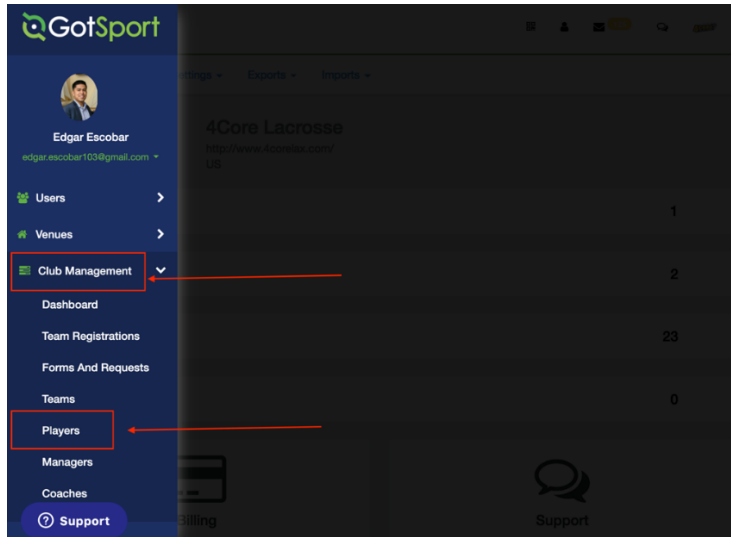 GotSport
Edgar Escobar
edgar.escobar103@gmail.com
Users
Venues
Club Management
Dashboard
Team Registrations
Forms And Requests
Teams
Players
Managers
Coaches
Support
ttings
Exports
Imports
4Core Lacrosse
http://www.4corelax.com/
US
1
2
23
0
Billing
Support